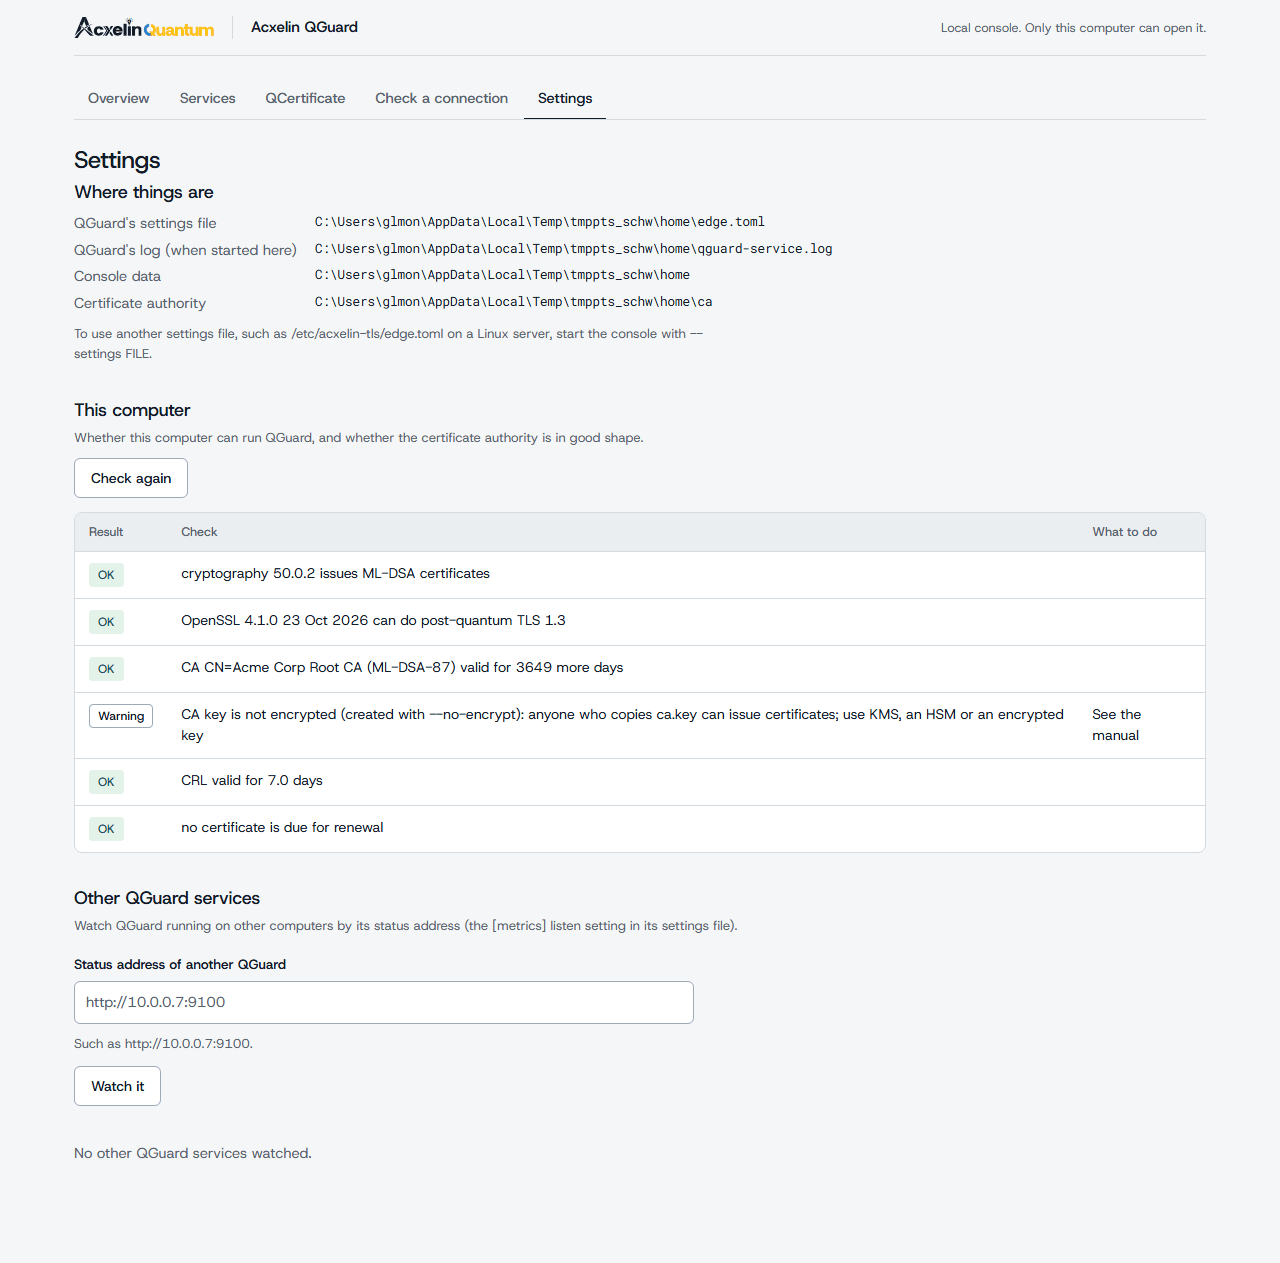 Acxelin Quantum
Acxelin QGuard
Local console. Only this computer can open it.
Overview
Services
QCertificate
Check a connection
Settings
Settings
Where things are
QGuard's settings file
C:\Users\glmon\AppData\Local\Temp\tmppts_schw\home\edge.toml
QGuard's log (when started here)
C:\Users\glmon\AppData\Local\Temp\tmppts_schw\home\qguard-service.log
Console data
C:\Users\glmon\AppData\Local\Temp\tmppts_schw\home
Certificate authority
C:\Users\glmon\AppData\Local\Temp\tmppts_schw\home\ca
To use another settings file, such as /etc/acxelin-tls/edge.toml on a Linux server, start the console with --
settings FILE.
This computer
Whether this computer can run QGuard, and whether the certificate authority is in good shape.
Check again
Result
Check
What to do
OK
cryptography 50.0.2 issues ML-DSA certificates
OK
OpenSSL 4.1.0 23 Oct 2026 can do post-quantum TLS 1.3
OK
CA CN=Acme Corp Root CA (ML-DSA-87) valid for 3649 more days
Warning
CA key is not encrypted (created with --no-encrypt): anyone who copies ca.key can issue certificates; use KMS, an HSM or an encrypted
key
See the
manual
OK
CRL valid for 7.0 days
OK
no certificate is due for renewal
Other QGuard services
Watch QGuard running on other computers by its status address (the [metrics] listen setting in its settings file).
Status address of another QGuard
http://10.0.0.7:9100
Such as http://10.0.0.7:9100.
Watch it
No other QGuard services watched.